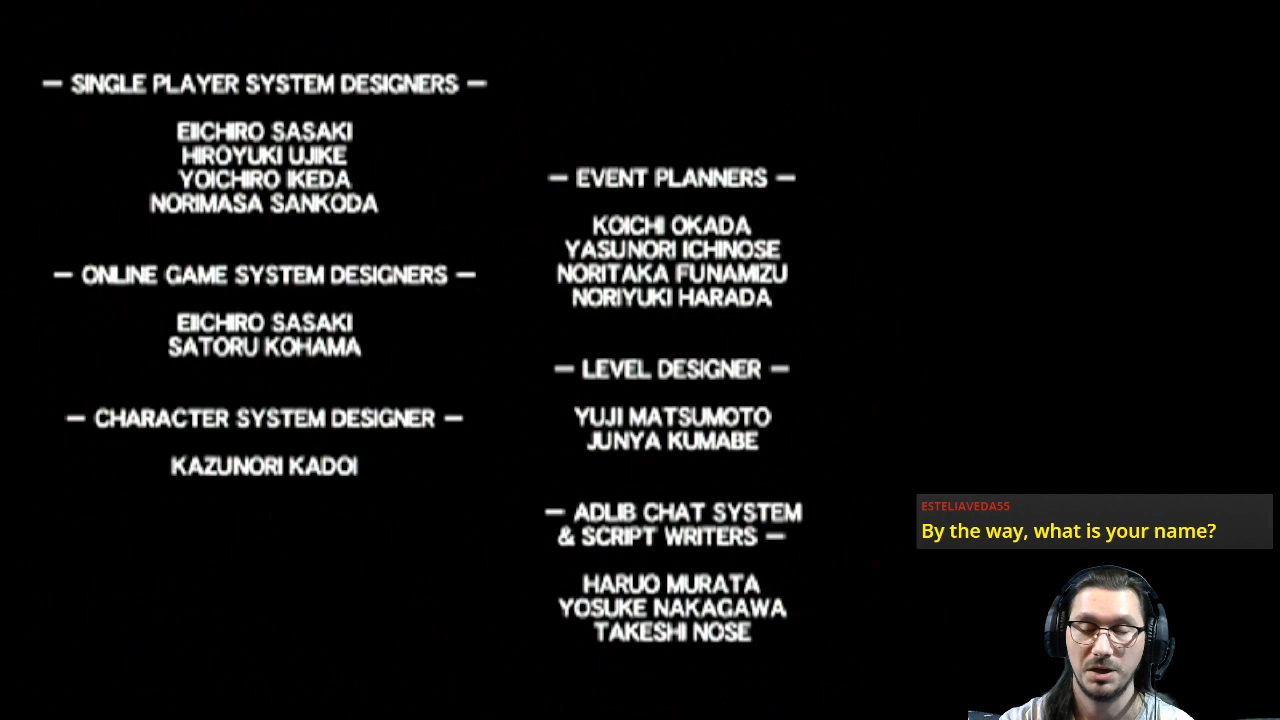 — SINGLE PLAYER SYSTEM DESIGNERS —
EIICHIRO SASAKI
HIROYUKI UJIKE
YOICHIRO IKEDA
NORIMASA SANKODA
— ONLINE GAME SYSTEM DESIGNERS —
EIICHIRO SASAKI
SATORU KOHAMA
— CHARACTER SYSTEM DESIGNER —
KAZUNORI KADOI
— EVENT PLANNERS —
KOICHI OKADA
YASUNORI ICHINOSE
NORITAKA FUNAMIZU
NORIYUKI HARADA
— LEVEL DESIGNER —
YUJI MATSUMOTO
JUNYA KUMABE
— ADLIB CHAT SYSTEM
& SCRIPT WRITERS —
HARUO MURATA
YOSUKE NAKAGAWA
TAKESHI NOSE
ESTELIAVEDA55
By the way, what is your name?